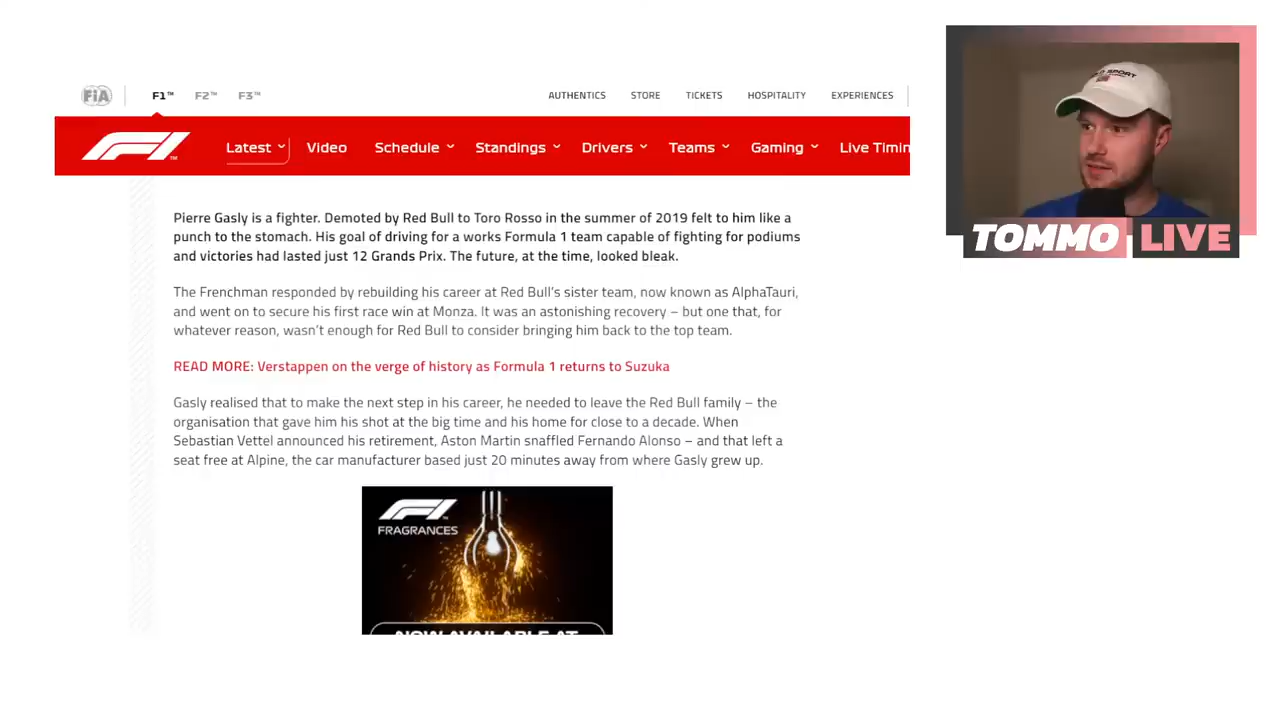 FiA
F1™ F2™ F3™
AUTHENTICS STORE TICKETS HOSPITALITY EXPERIENCES
F1™
Latest Video Schedule Standings Drivers Teams Gaming Live Timin
Pierre Gasly is a fighter. Demoted by Red Bull to Toro Rosso in the summer of 2019 felt to him like a
punch to the stomach. His goal of driving for a works Formula 1 team capable of fighting for podiums
and victories had lasted just 12 Grands Prix. The future, at the time, looked bleak.
The Frenchman responded by rebuilding his career at Red Bull’s sister team, now known as AlphaTauri,
and went on to secure his first race win at Monza. It was an astonishing recovery – but one that, for
whatever reason, wasn’t enough for Red Bull to consider bringing him back to the top team.
READ MORE: Verstappen on the verge of history as Formula 1 returns to Suzuka
Gasly realised that to make the next step in his career, he needed to leave the Red Bull family – the
organisation that gave him his shot at the big time and his home for close to a decade. When
Sebastian Vettel announced his retirement, Aston Martin snaffled Fernando Alonso – and that left a
seat free at Alpine, the car manufacturer based just 20 minutes away from where Gasly grew up.
F1
FRAGRANCES
NOW AVAILABLE AT
SPORT
TOMMO LIVE